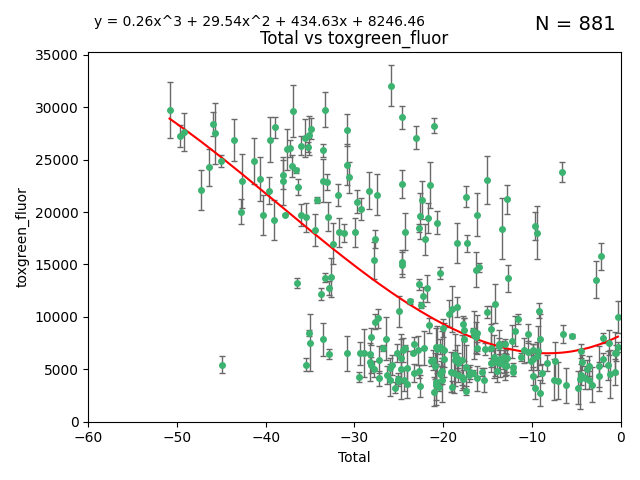 y = 0.26x^3 + 29.54x^2 + 434.63x + 8246.46
N = 881
Total vs toxgreen_fluor
35000
30000
25000
20000
15000
10000
5000
0
toxgreen_fluor
−60 −50 −40 −30 −20 −10 0
Total